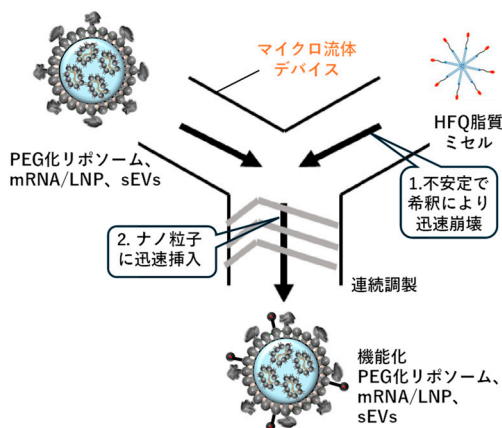 マイクロ流体
デバイス
HFQ脂質
ミセル
PEG化リポソーム、
mRNA/LNP、sEVs
1.不安定で
希釈により
迅速崩壊
2. ナノ粒子
に迅速挿入
連続調製
機能化
PEG化リポソーム、
mRNA/LNP、
sEVs